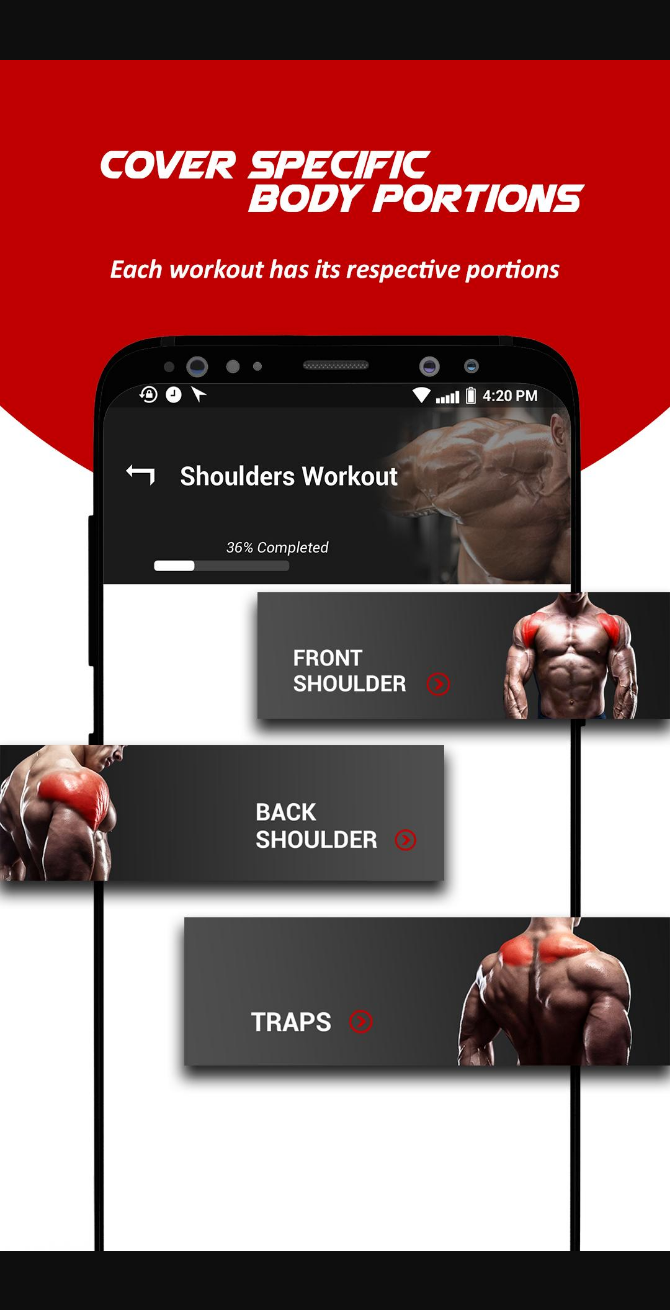 COVER SPECIFIC
BODY PORTIONS
Each workout has its respective portions
4:20 PM
Shoulders Workout
36% Completed
FRONT
SHOULDER
BACK
SHOULDER
TRAPS